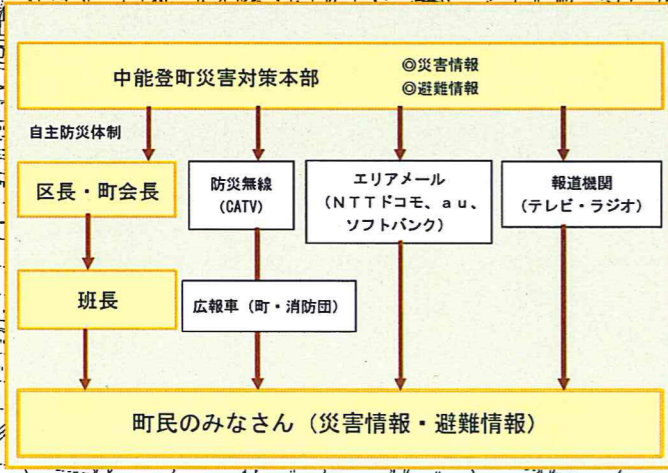 中能登町災害対策本部
◎災害情報
◎避難情報
自主防災体制
区長・町会長
防災無線
(CATV)
エリアメール
(NTTドコモ、au、
ソフトバンク)
報道機関
(テレビ・ラジオ)
班長
広報車(町・消防団)
町民のみなさん(災害情報・避難情報)